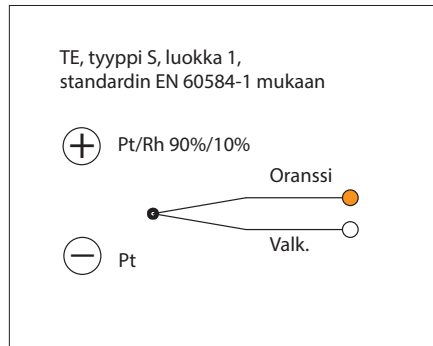 TE, tyyppi S, luokka 1,
standardin EN 60584-1 mukaan
Pt/Rh 90%/10%
Oranssi
Valk.
Pt